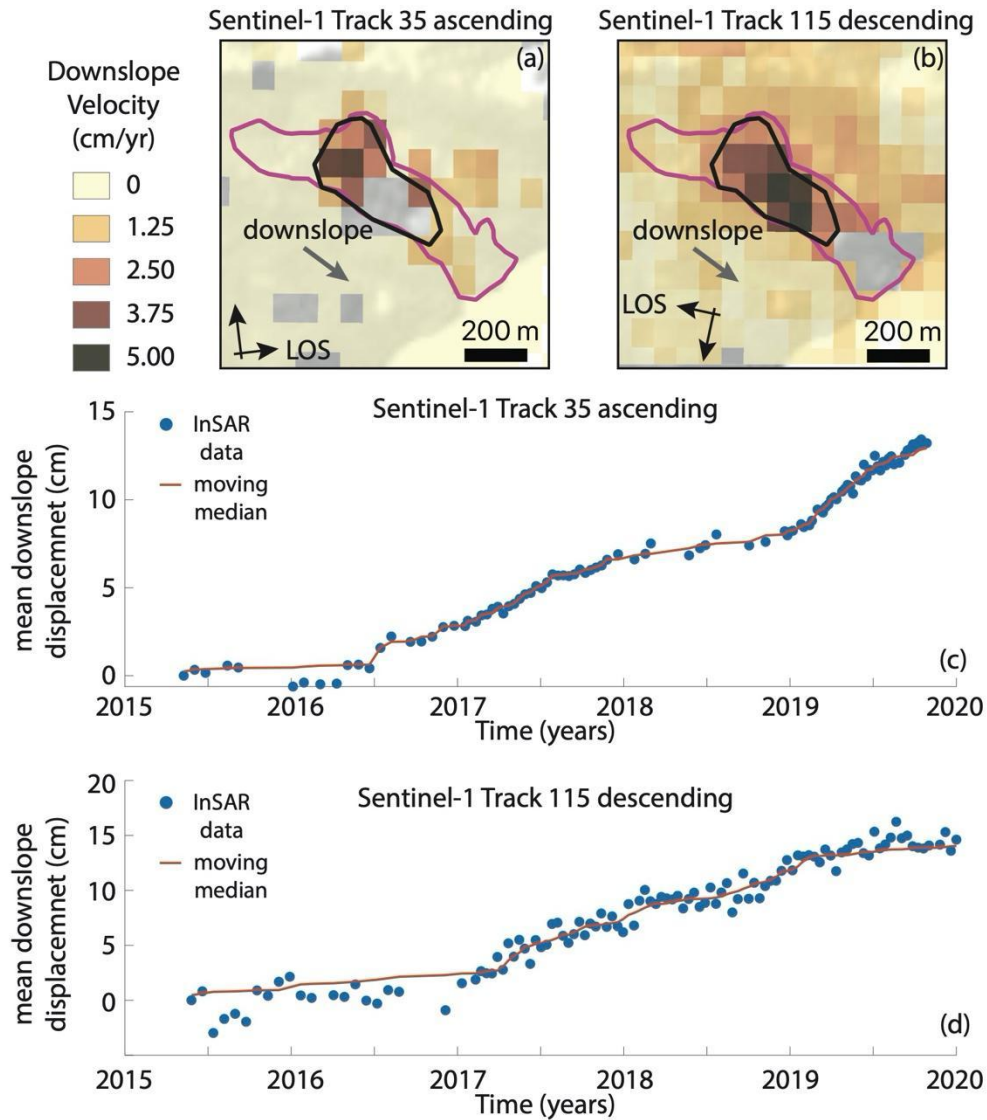 Sentinel-1 Track 35 ascending
Sentinel-1 Track 115 descending
Downslope
Velocity
(cm/yr)
0
1.25
2.50
3.75
5.00
(a)
downslope
LOS
200 m
(b)
downslope
LOS
200 m
Sentinel-1 Track 35 ascending
InSAR
data
moving
median
mean downslope
displacemnet (cm)
15
10
5
0
(c)
2015 2016 2017 2018 2019 2020
Time (years)
Sentinel-1 Track 115 descending
InSAR
data
moving
median
mean downslope
displacemnet (cm)
20
15
10
5
0
(d)
2015 2016 2017 2018 2019 2020
Time (years)